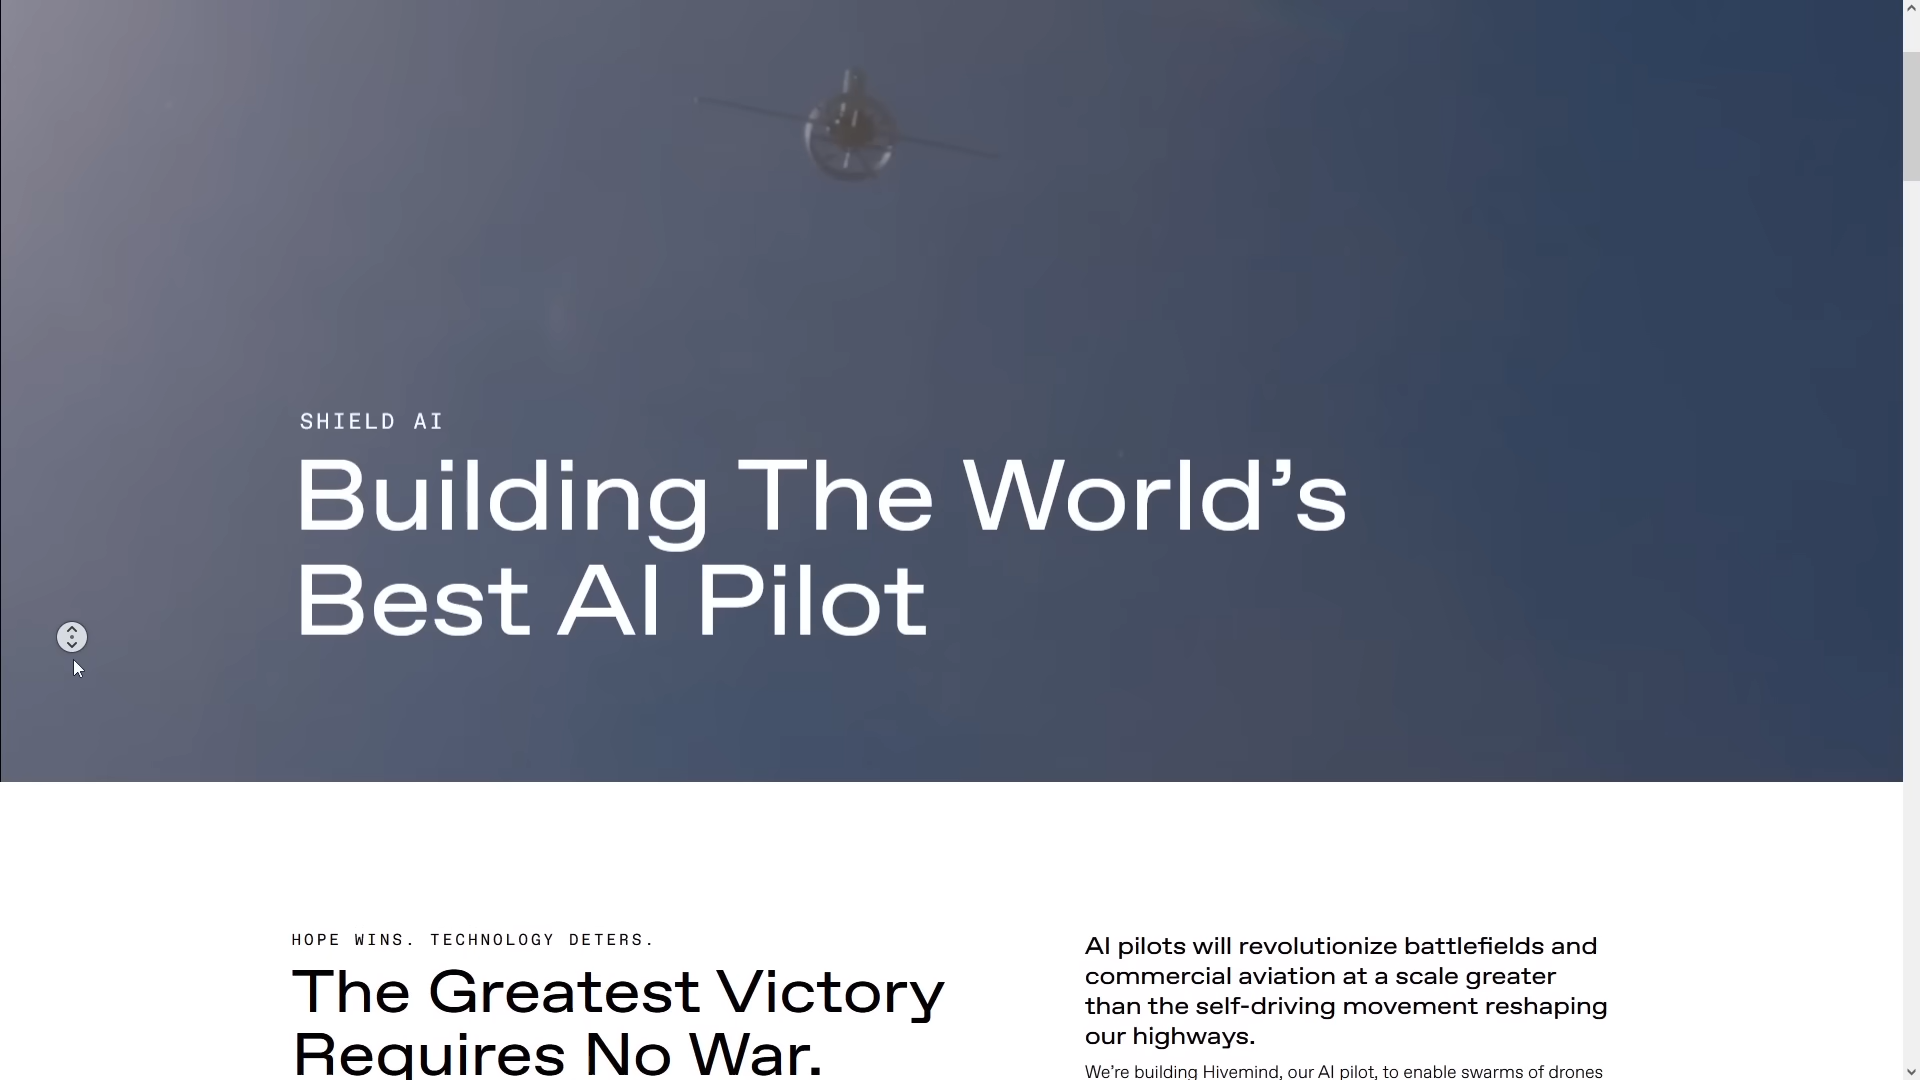 SHIELD AI
Building The World’s
Best AI Pilot
HOPE WINS. TECHNOLOGY DETERS.
The Greatest Victory
Requires No War.
AI pilots will revolutionize battlefields and
commercial aviation at a scale greater
than the self-driving movement reshaping
our highways.
We’re building Hivemind, our AI pilot, to enable swarms of drones